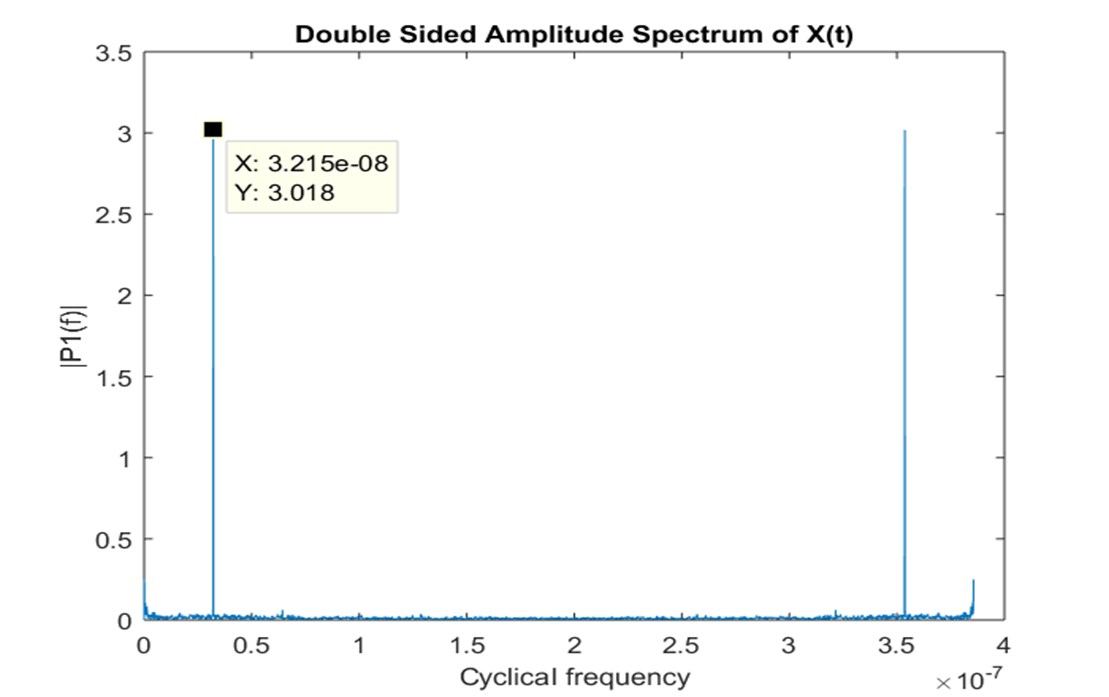 Double Sided Amplitude Spectrum of X(t)
3.5
3
2.5
2
1.5
1
0.5
0
|P1(f)|
X: 3.215e-08
Y: 3.018
0 0.5 1 1.5 2 2.5 3 3.5 4
Cyclical frequency
×10⁻⁷